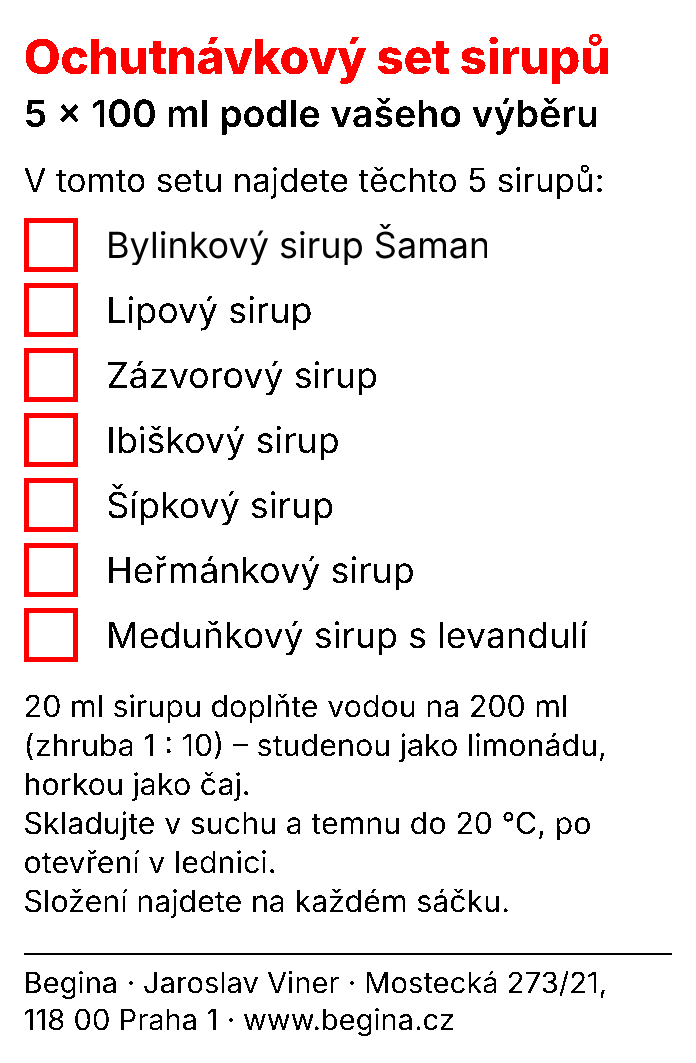 Ochutnávkový set sirupů
5 × 100 ml podle vašeho výběru
V tomto setu najdete těchto 5 sirupů:
Bylinkový sirup Šaman
Lipový sirup
Zázvorový sirup
Ibiškový sirup
Šípkový sirup
Heřmánkový sirup
Meduňkový sirup s levandulí
20 ml sirupu doplňte vodou na 200 ml
(zhruba 1 : 10) – studenou jako limonádu,
horkou jako čaj.
Skladujte v suchu a temnu do 20 °C, po
otevření v lednici.
Složení najdete na každém sáčku.
Begina · Jaroslav Viner · Mostecká 273/21,
118 00 Praha 1 · www.begina.cz